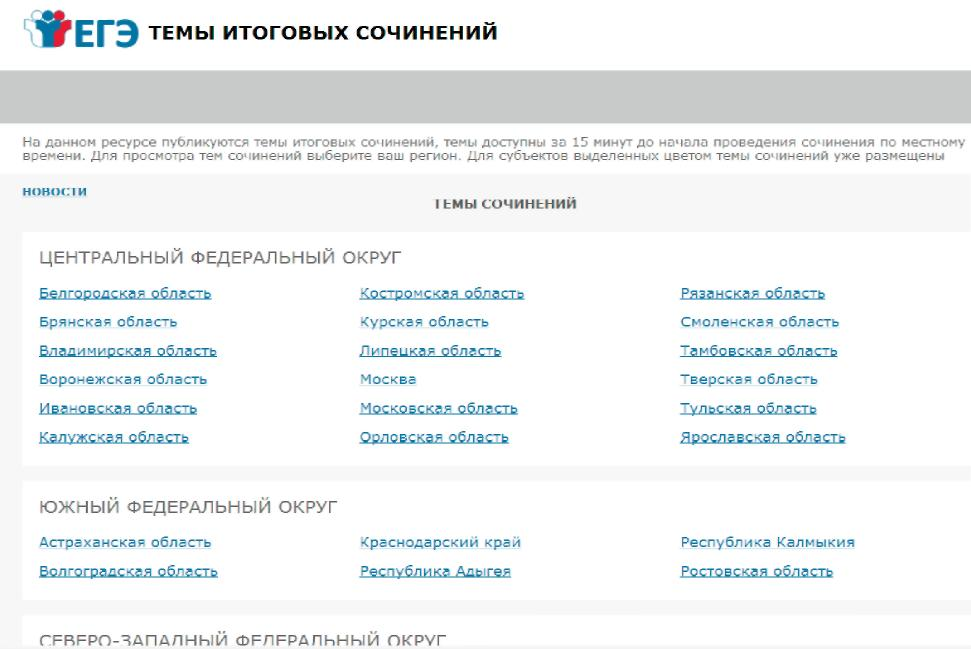 ЕГЭ ТЕМЫ ИТОГОВЫХ СОЧИНЕНИЙ
На данном ресурсе публикуются темы итоговых сочинений, темы доступны за 15 минут до начала проведения сочинения по местному
времени. Для просмотра тем сочинений выберите ваш регион. Для субъектов выделенных цветом темы сочинений уже размещены
НОВОСТИ
ТЕМЫ СОЧИНЕНИЙ
ЦЕНТРАЛЬНЫЙ ФЕДЕРАЛЬНЫЙ ОКРУГ
Белгородская область Костромская область Рязанская область
Брянская область Курская область Смоленская область
Владимирская область Липецкая область Тамбовская область
Воронежская область Москва Тверская область
Ивановская область Московская область Тульская область
Калужская область Орловская область Ярославская область
ЮЖНЫЙ ФЕДЕРАЛЬНЫЙ ОКРУГ
Астраханская область Краснодарский край Республика Калмыкия
Волгоградская область Республика Адыгея Ростовская область
СЕВЕРО-ЗАПАДНЫЙ ФЕДЕРАЛЬНЫЙ ОКРУГ